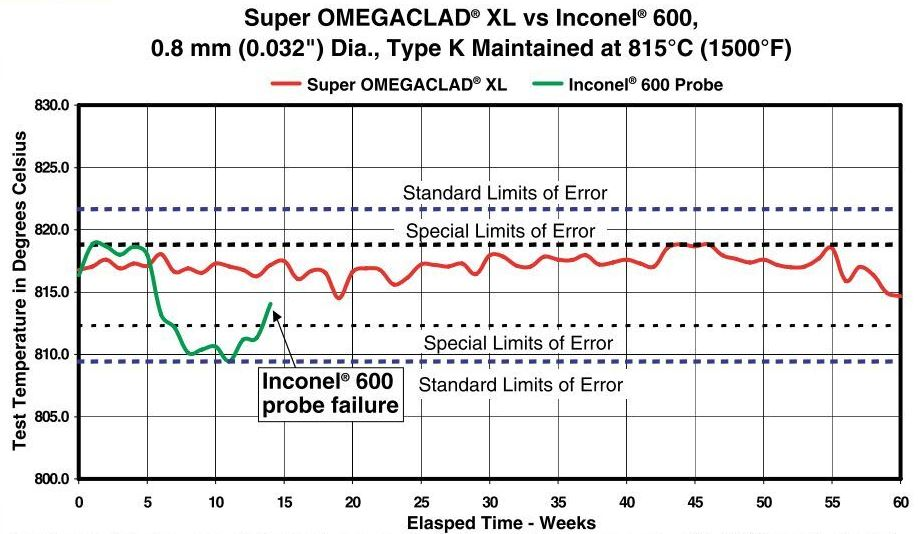 Super OMEGACLAD® XL vs Inconel® 600,
0.8 mm (0.032") Dia., Type K Maintained at 815°C (1500°F)
Super OMEGACLAD® XL
Inconel® 600 Probe
Test Temperature in Degrees Celsius
830.0
825.0
820.0
815.0
810.0
805.0
800.0
Standard Limits of Error
Special Limits of Error
Special Limits of Error
Standard Limits of Error
Inconel® 600
probe failure
0 5 10 15 20 25 30 35 40 45 50 55 60
Elasped Time - Weeks